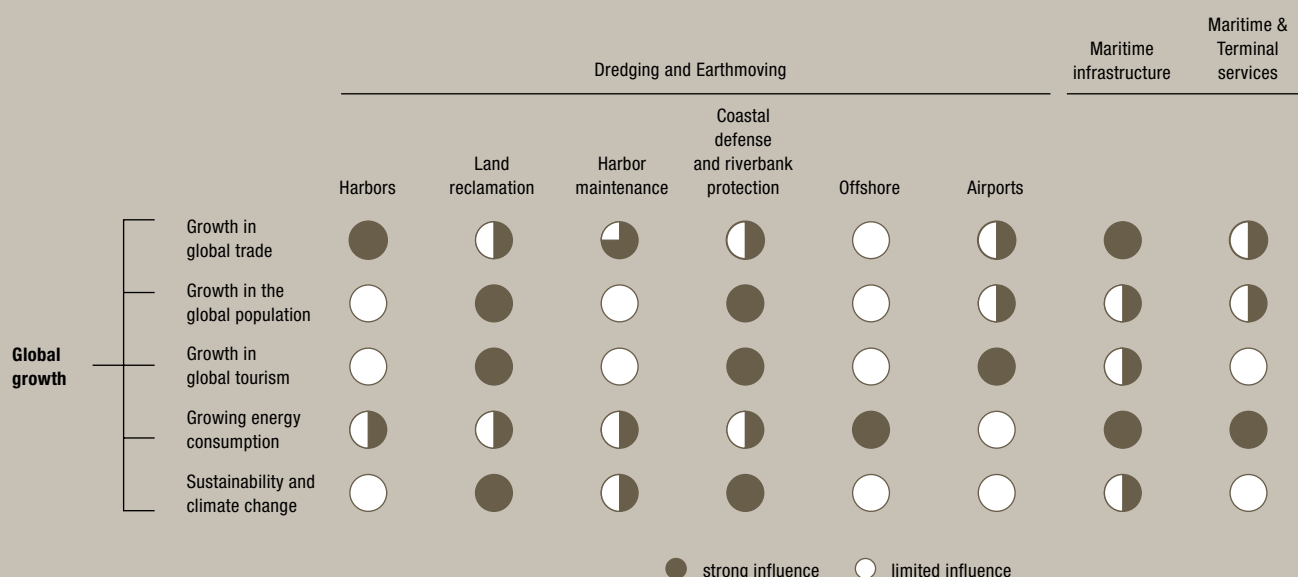 Maritime &
Maritime
Terminal
Dredging and Earthmoving
infrastructure
services
Coastal
defense
Land
Harbor
and riverbank
Harbors
reclamation
maintenance
protection
Offshore
Airports
Growth in
global trade
Growth in the
global population
Global
growth
Growth in
global tourism
Growing energy
consumption
Sustainability and
climate change
strong influence
limited influence